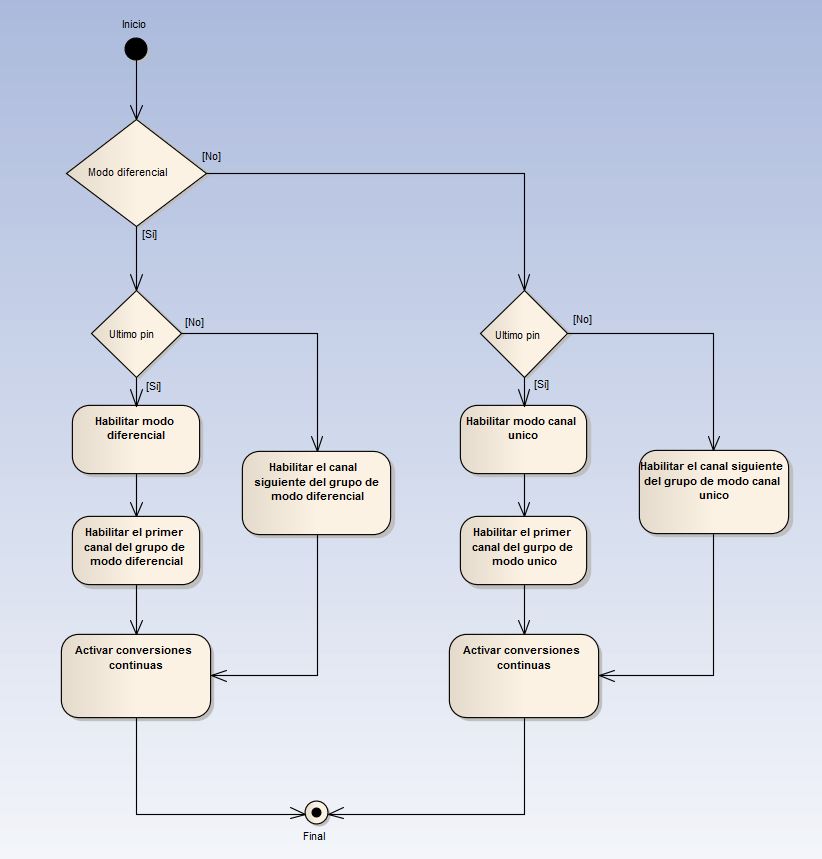 Inicio
Modo diferencial
[No]
[Sí]
Ultimo pin
[No]
[Sí]
Ultimo pin
[No]
[Sí]
Habilitar modo
diferencial
Habilitar el canal
siguiente del grupo de
modo diferencial
Habilitar modo canal
unico
Habilitar el canal siguiente
del grupo de modo canal
unico
Habilitar el primer
canal del grupo de
modo diferencial
Habilitar el primer
canal del gurpo de
modo unico
Activar conversiones
continuas
Activar conversiones
continuas
Final